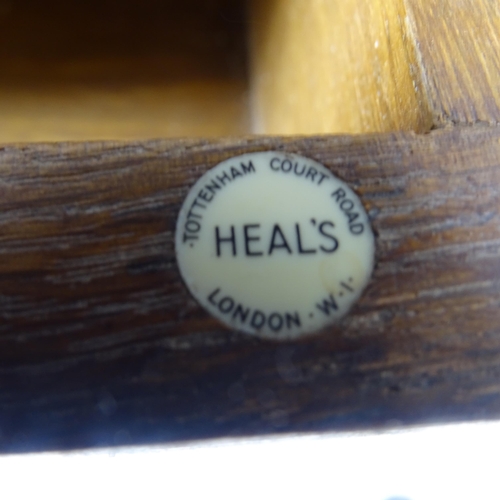 ·TOTTENHAM COURT ROAD
HEAL'S
LONDON·W·1·